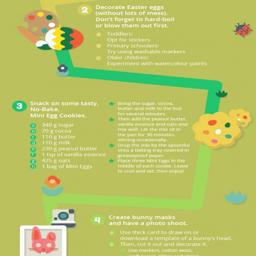 2
Decorate Easter eggs
(without lots of mess).
Don't forget to hard-boil
or blow them out first.
Toddlers:
Opt for stickers
Primary schoolers:
Try using washable markers
Older children:
Experiment with watercolour paints
3
Snack on some tasty,
No-Bake,
Mini Egg Cookies.
340 g sugar
70 g cocoa
110 g butter
110 g milk
230 g peanut butter
1 tsp of vanilla essence
425 g oats
1 bag of Mini Eggs
Bring the sugar, cocoa,
butter and milk to the boil
for several minutes.
Then add the peanut butter,
vanilla essence and oats and
mix well. Let the mix sit in
the pan for 30 minutes,
stirring occasionally.
Drop the mix by the spoonful
onto a baking tray covered in
greaseproof paper.
Place three Mini Eggs in the
middle of each cookie. Leave
to cool and set, then enjoy!
4
Create bunny masks
and have a photo shoot.
Use thick card to draw on or
download a template of a bunny's head.
Then, cut it out and decorate it.
Use markers, cotton wool,